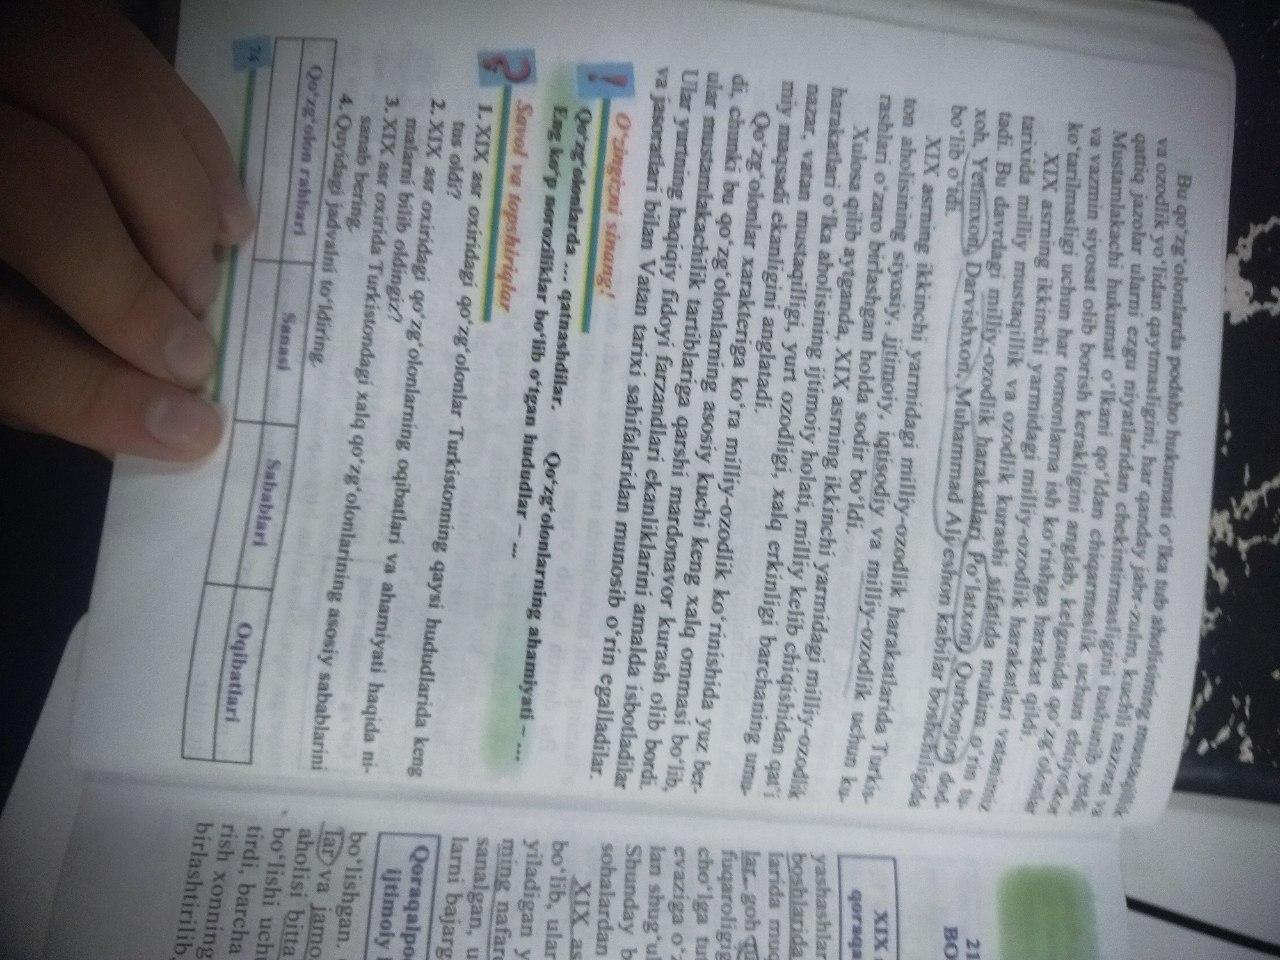 Bu qo‘zg‘olonlarda podsho hukumati o‘lka tub aholisining mustaqillik
va ozodlik yo‘lidan qaytmasligini, har qanday jabr-zulm, kuchli nazorat va
qattiq jazolar ularni ezgu niyatlaridan chekintirmasligini tushunib yetdi.
Mustamlakachi hukumat o‘lkani qo‘ldan chiqarmaslik uchun ehtiyotkor
va vazmin siyosat olib borish kerakligini anglab, kelgusida qo‘zg‘olonlar
ko‘tarilmasligi uchun har tomonlama ish ko‘rishga harakat qildi.
XIX asrning ikkinchi yarmidagi milliy-ozodlik harakatlari vatanimiz
tarixida milliy mustaqillik va ozodlik kurashi sifatida muhim o‘rin tu-
tadi. Bu davrdagi milliy-ozodlik harakatlari Po‘latxon, Qurbonjon dod-
xoh, Yetimxon, Darvishxon, Muhammad Ali eshon kabilar boshchiligida
bo‘lib o‘tdi.
XIX asrning ikkinchi yarmidagi milliy-ozodlik harakatlarida Turkis-
ton aholisining siyosiy, ijtimoiy, iqtisodiy va milliy-ozodlik uchun ku-
rashlari o‘zaro birlashgan holda sodir bo‘ldi.
Xulosa qilib aytganda, XIX asrning ikkinchi yarmidagi milliy-ozodlik
harakatlari o‘lka aholisining ijtimoiy holati, milliy kelib chiqishidan qat’i
nazar, vatan mustaqilligi, yurt ozodligi, xalq erkinligi barchaning umu-
miy maqsadi ekanligini anglatadi.
Qo‘zg‘olonlar xarakteriga ko‘ra milliy-ozodlik ko‘rinishida yuz ber-
di, chunki bu qo‘zg‘olonlarning asosiy kuchi keng xalq ommasi bo‘lib,
ular mustamlakachilik tartiblariga qarshi mardonavor kurash olib bordi.
Ular yurtning haqiqiy fidoyi farzandlari ekanliklarini amalda isbotladilar
va jasoratlari bilan Vatan tarixi sahifalaridan munosib o‘rin egalladilar.
! O‘zingizni sinang!
Qo‘zg‘olonlarda ... qatnashdilar. Qo‘zg‘olonlarning ahamiyati – ...
Eng ko‘p noroziliklar bo‘lib o‘tgan hududlar – ...
? Savol va topshiriqlar
1. XIX asr oxiridagi qo‘zg‘olonlar Turkistonning qaysi hududlarida keng
tus oldi?
2. XIX asr oxiridagi qo‘zg‘olonlarning oqibatlari va ahamiyati haqida ni-
malarni bilib oldingiz?
3. XIX asr oxirida Turkistondagi xalq qo‘zg‘olonlarining asosiy sabablarini
sanab bering.
4. Quyidagi jadvalni to‘ldiring.
Qo‘zg‘olon rahbari Sanasi Sabablari Oqibatlari
74
21
BO
XIX
qoraqa
yashashlar
boshlarida
larida muq
lar, goh
fuqarolig
cho‘lga tut
evaziga o‘z
lan shug‘ul
Shunday b
sohalardan
XIX as
bo‘lib, ular
yiladigan y
ming nafar
sanalgan, u
larni bajarg
Qoraqalpo
ijtimoiy
bo‘lishgan.
lar va jamo
aholisi bitta
bo‘lishi uch
tirdi, barcha
rish xonning
birlashtirilib,